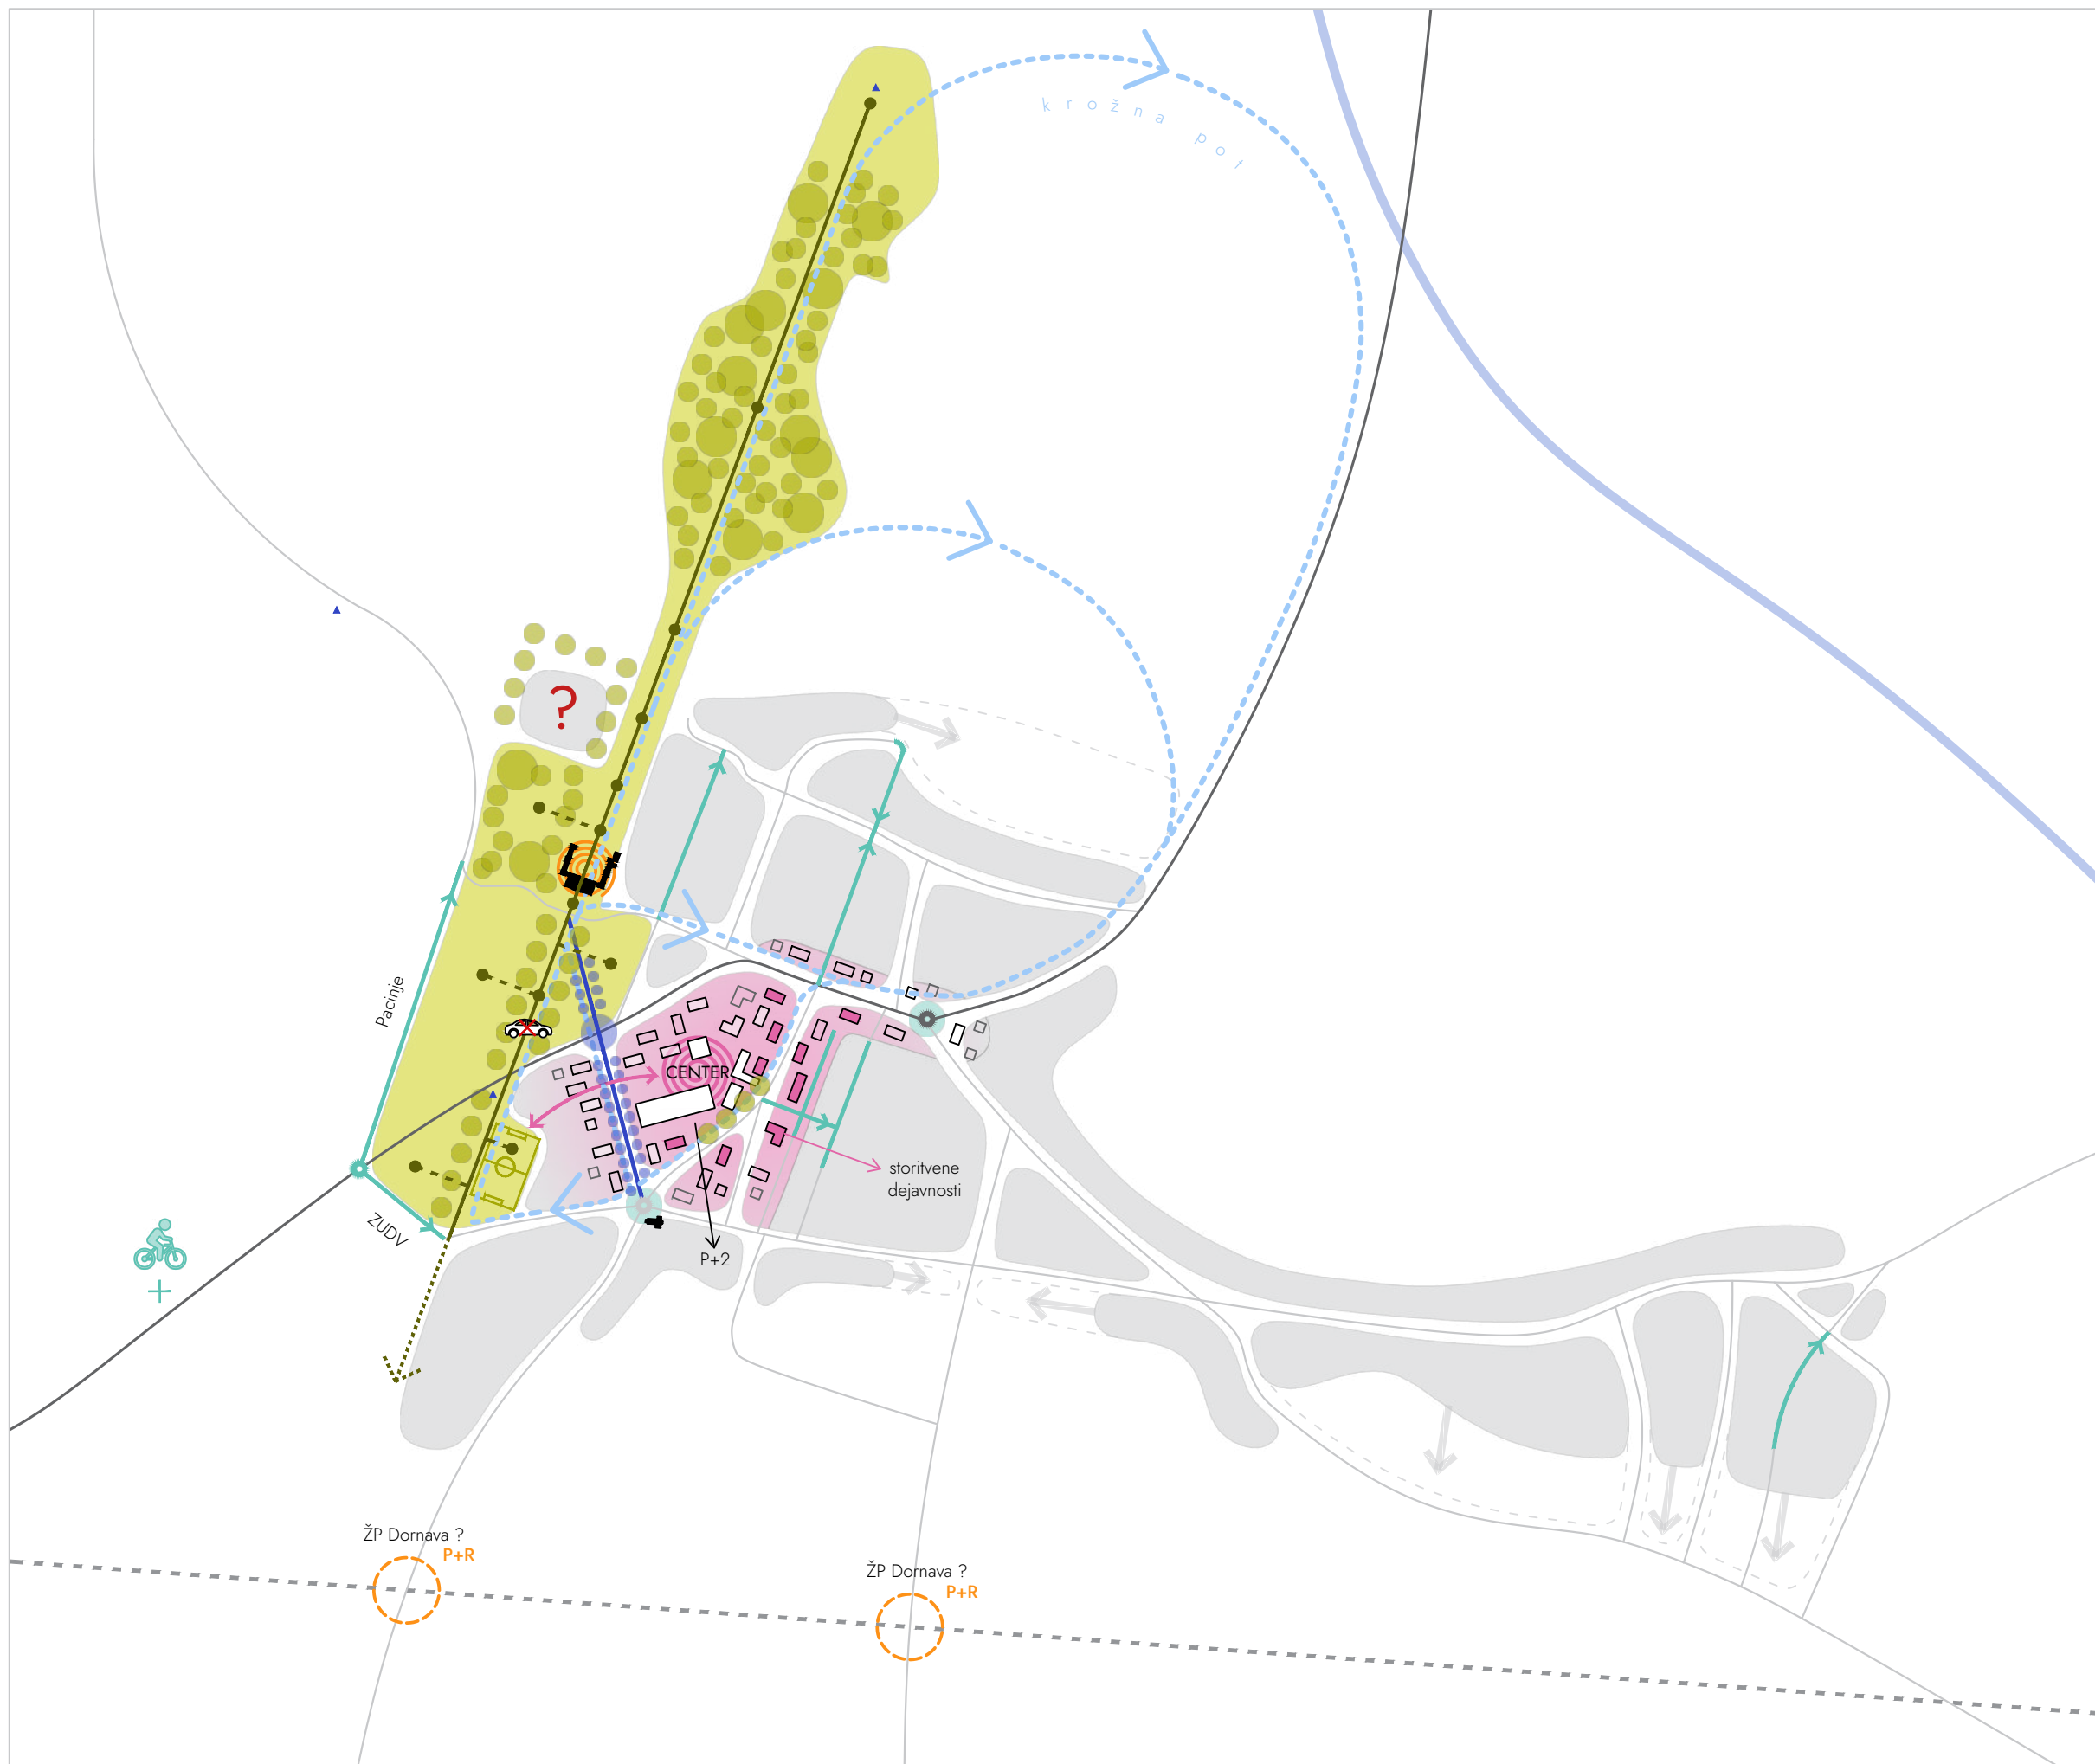 krožna pot
?
Pacinje
CENTER
storitvene
dejavnosti
ZUDV
P+2
+
ŽP Dornava ?
P+R
ŽP Dornava ?
P+R